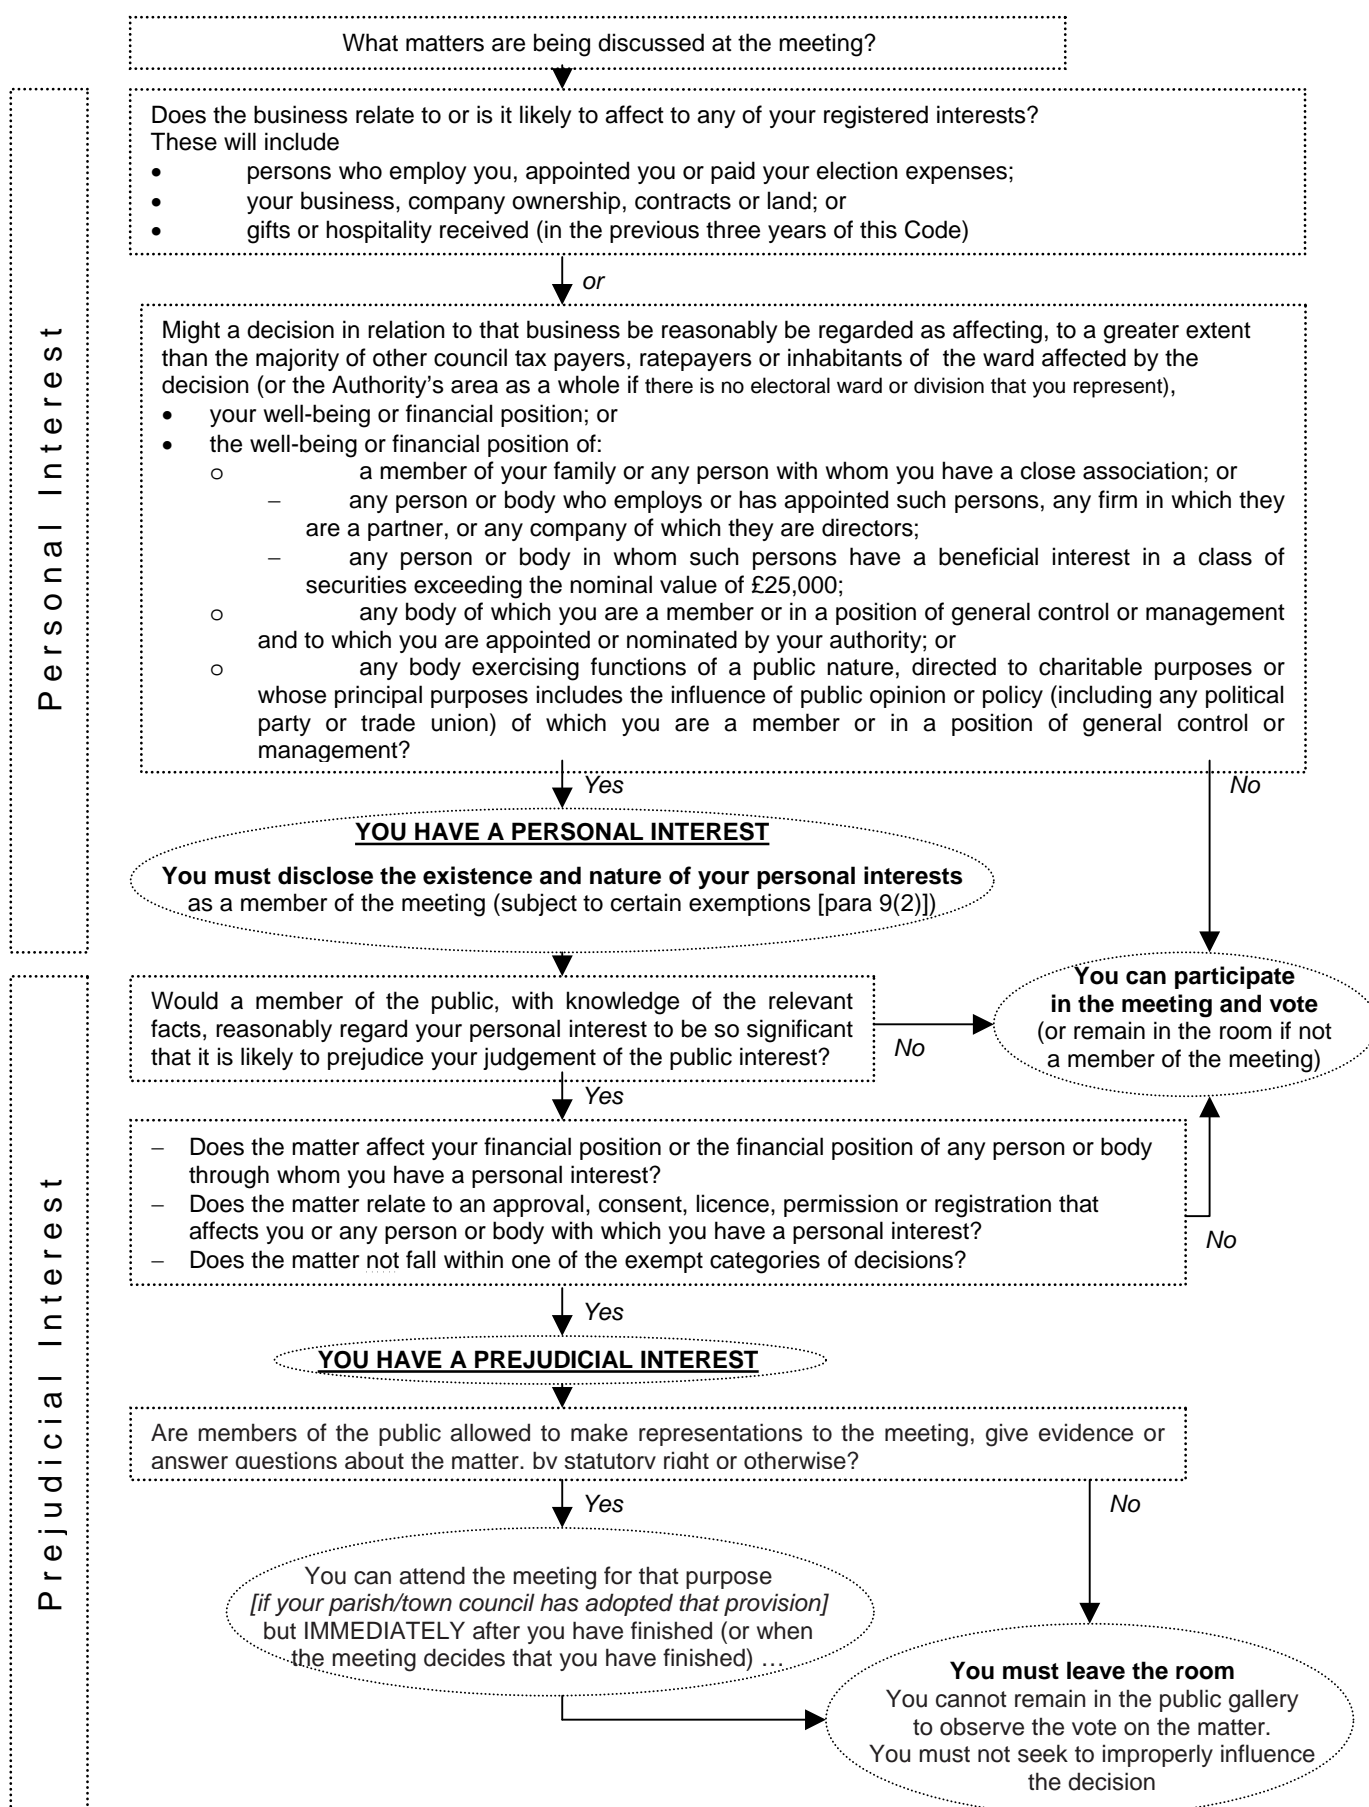 What matters are being discussed at the meeting?
Personal Interest
Does the business relate to or is it likely to affect to any of your registered interests?
These will include
• persons who employ you, appointed you or paid your election expenses;
• your business, company ownership, contracts or land; or
• gifts or hospitality received (in the previous three years of this Code)
or
Might a decision in relation to that business be reasonably be regarded as affecting, to a greater extent
than the majority of other council tax payers, ratepayers or inhabitants of the ward affected by the
decision (or the Authority's area as a whole if there is no electoral ward or division that you represent),
• your well-being or financial position; or
• the well-being or financial position of:
o a member of your family or any person with whom you have a close association; or
– any person or body who employs or has appointed such persons, any firm in which they
are a partner, or any company of which they are directors;
– any person or body in whom such persons have a beneficial interest in a class of
securities exceeding the nominal value of £25,000;
o any body of which you are a member or in a position of general control or management
and to which you are appointed or nominated by your authority; or
o any body exercising functions of a public nature, directed to charitable purposes or
whose principal purposes includes the influence of public opinion or policy (including any political
party or trade union) of which you are a member or in a position of general control or
management?
Yes
No
YOU HAVE A PERSONAL INTEREST
You must disclose the existence and nature of your personal interests
as a member of the meeting (subject to certain exemptions [para 9(2)])
Prejudicial Interest
Would a member of the public, with knowledge of the relevant
facts, reasonably regard your personal interest to be so significant
that it is likely to prejudice your judgement of the public interest?
No
You can participate
in the meeting and vote
(or remain in the room if not
a member of the meeting)
Yes
– Does the matter affect your financial position or the financial position of any person or body
through whom you have a personal interest?
– Does the matter relate to an approval, consent, licence, permission or registration that
affects you or any person or body with which you have a personal interest?
– Does the matter not fall within one of the exempt categories of decisions?
No
Yes
YOU HAVE A PREJUDICIAL INTEREST
Are members of the public allowed to make representations to the meeting, give evidence or
answer questions about the matter, by statutory right or otherwise?
Yes
No
You can attend the meeting for that purpose
[if your parish/town council has adopted that provision]
but IMMEDIATELY after you have finished (or when
the meeting decides that you have finished) …
You must leave the room
You cannot remain in the public gallery
to observe the vote on the matter.
You must not seek to improperly influence
the decision